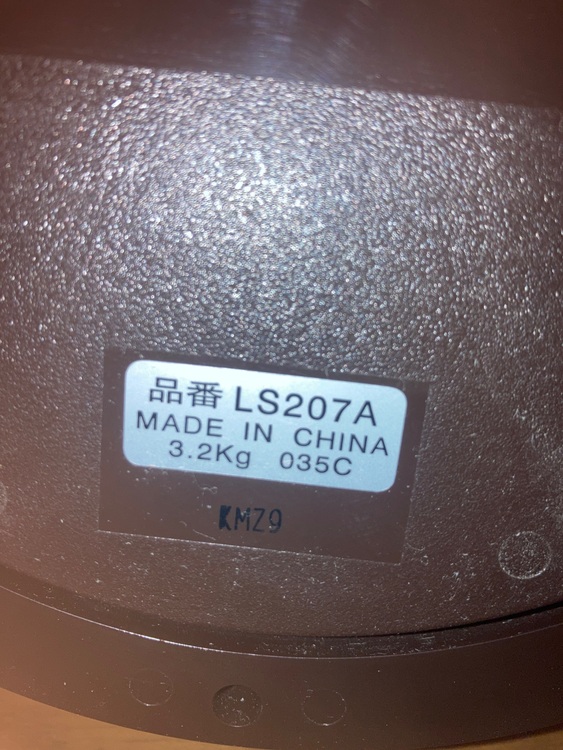 品番 LS207A
MADE IN CHINA
3.2Kg 035C
KMZ9